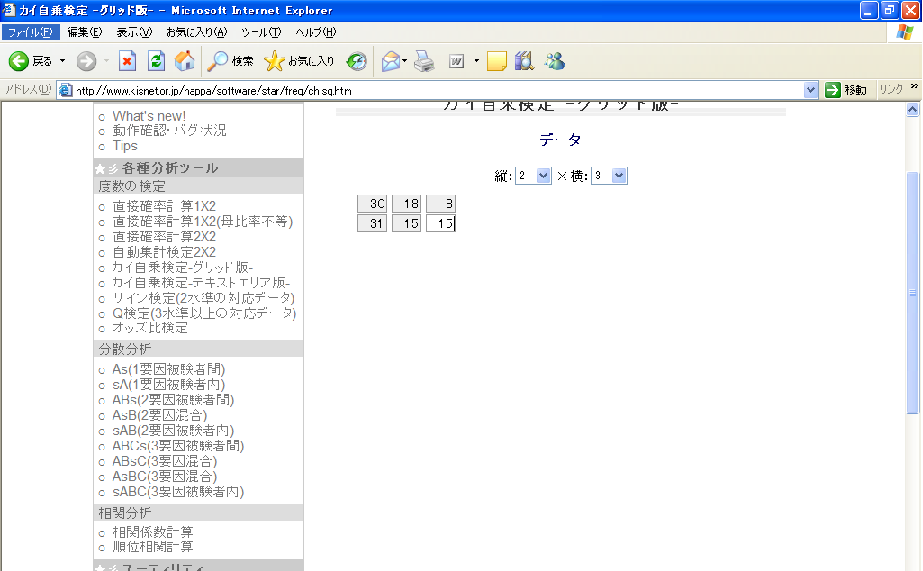 カイ自乗検定 -グリッド版- - Microsoft Internet Explorer
ファイル(F) 編集(E) 表示(V) お気に入り(A) ツール(T) ヘルプ(H)
戻る 検索 お気に入り
アドレス(D) http://www.kisnet.or.jp/nappa/software/star/freq/chisq.htm 移動 リンク »
カイ自乗検定 -グリッド版-
What's new!
動作確認・バグ状況
Tips
各種分析ツール
度数の検定
直接確率計算1X2
直接確率計算1X2(母比率不等)
直接確率計算2X2
自動集計検定2X2
カイ自乗検定-グリッド版-
カイ自乗検定-テキストエリア版-
ライン検定(2水準の対応データ)
Q検定(3水準以上の対応データ)
オッズ比検定
分散分析
As(1要因被験者間)
sA(1要因被験者内)
ABs(2要因被験者間)
AsB(2要因混合)
sAB(2要因被験者内)
ABCs(3要因被験者間)
ABsC(3要因混合)
AsBC(3要因混合)
sABC(3要因被験者内)
相関分析
相関係数計算
順位相関計算
ユーティリティ
データ
縦: 2 × 横: 3
30 18
31 15 15